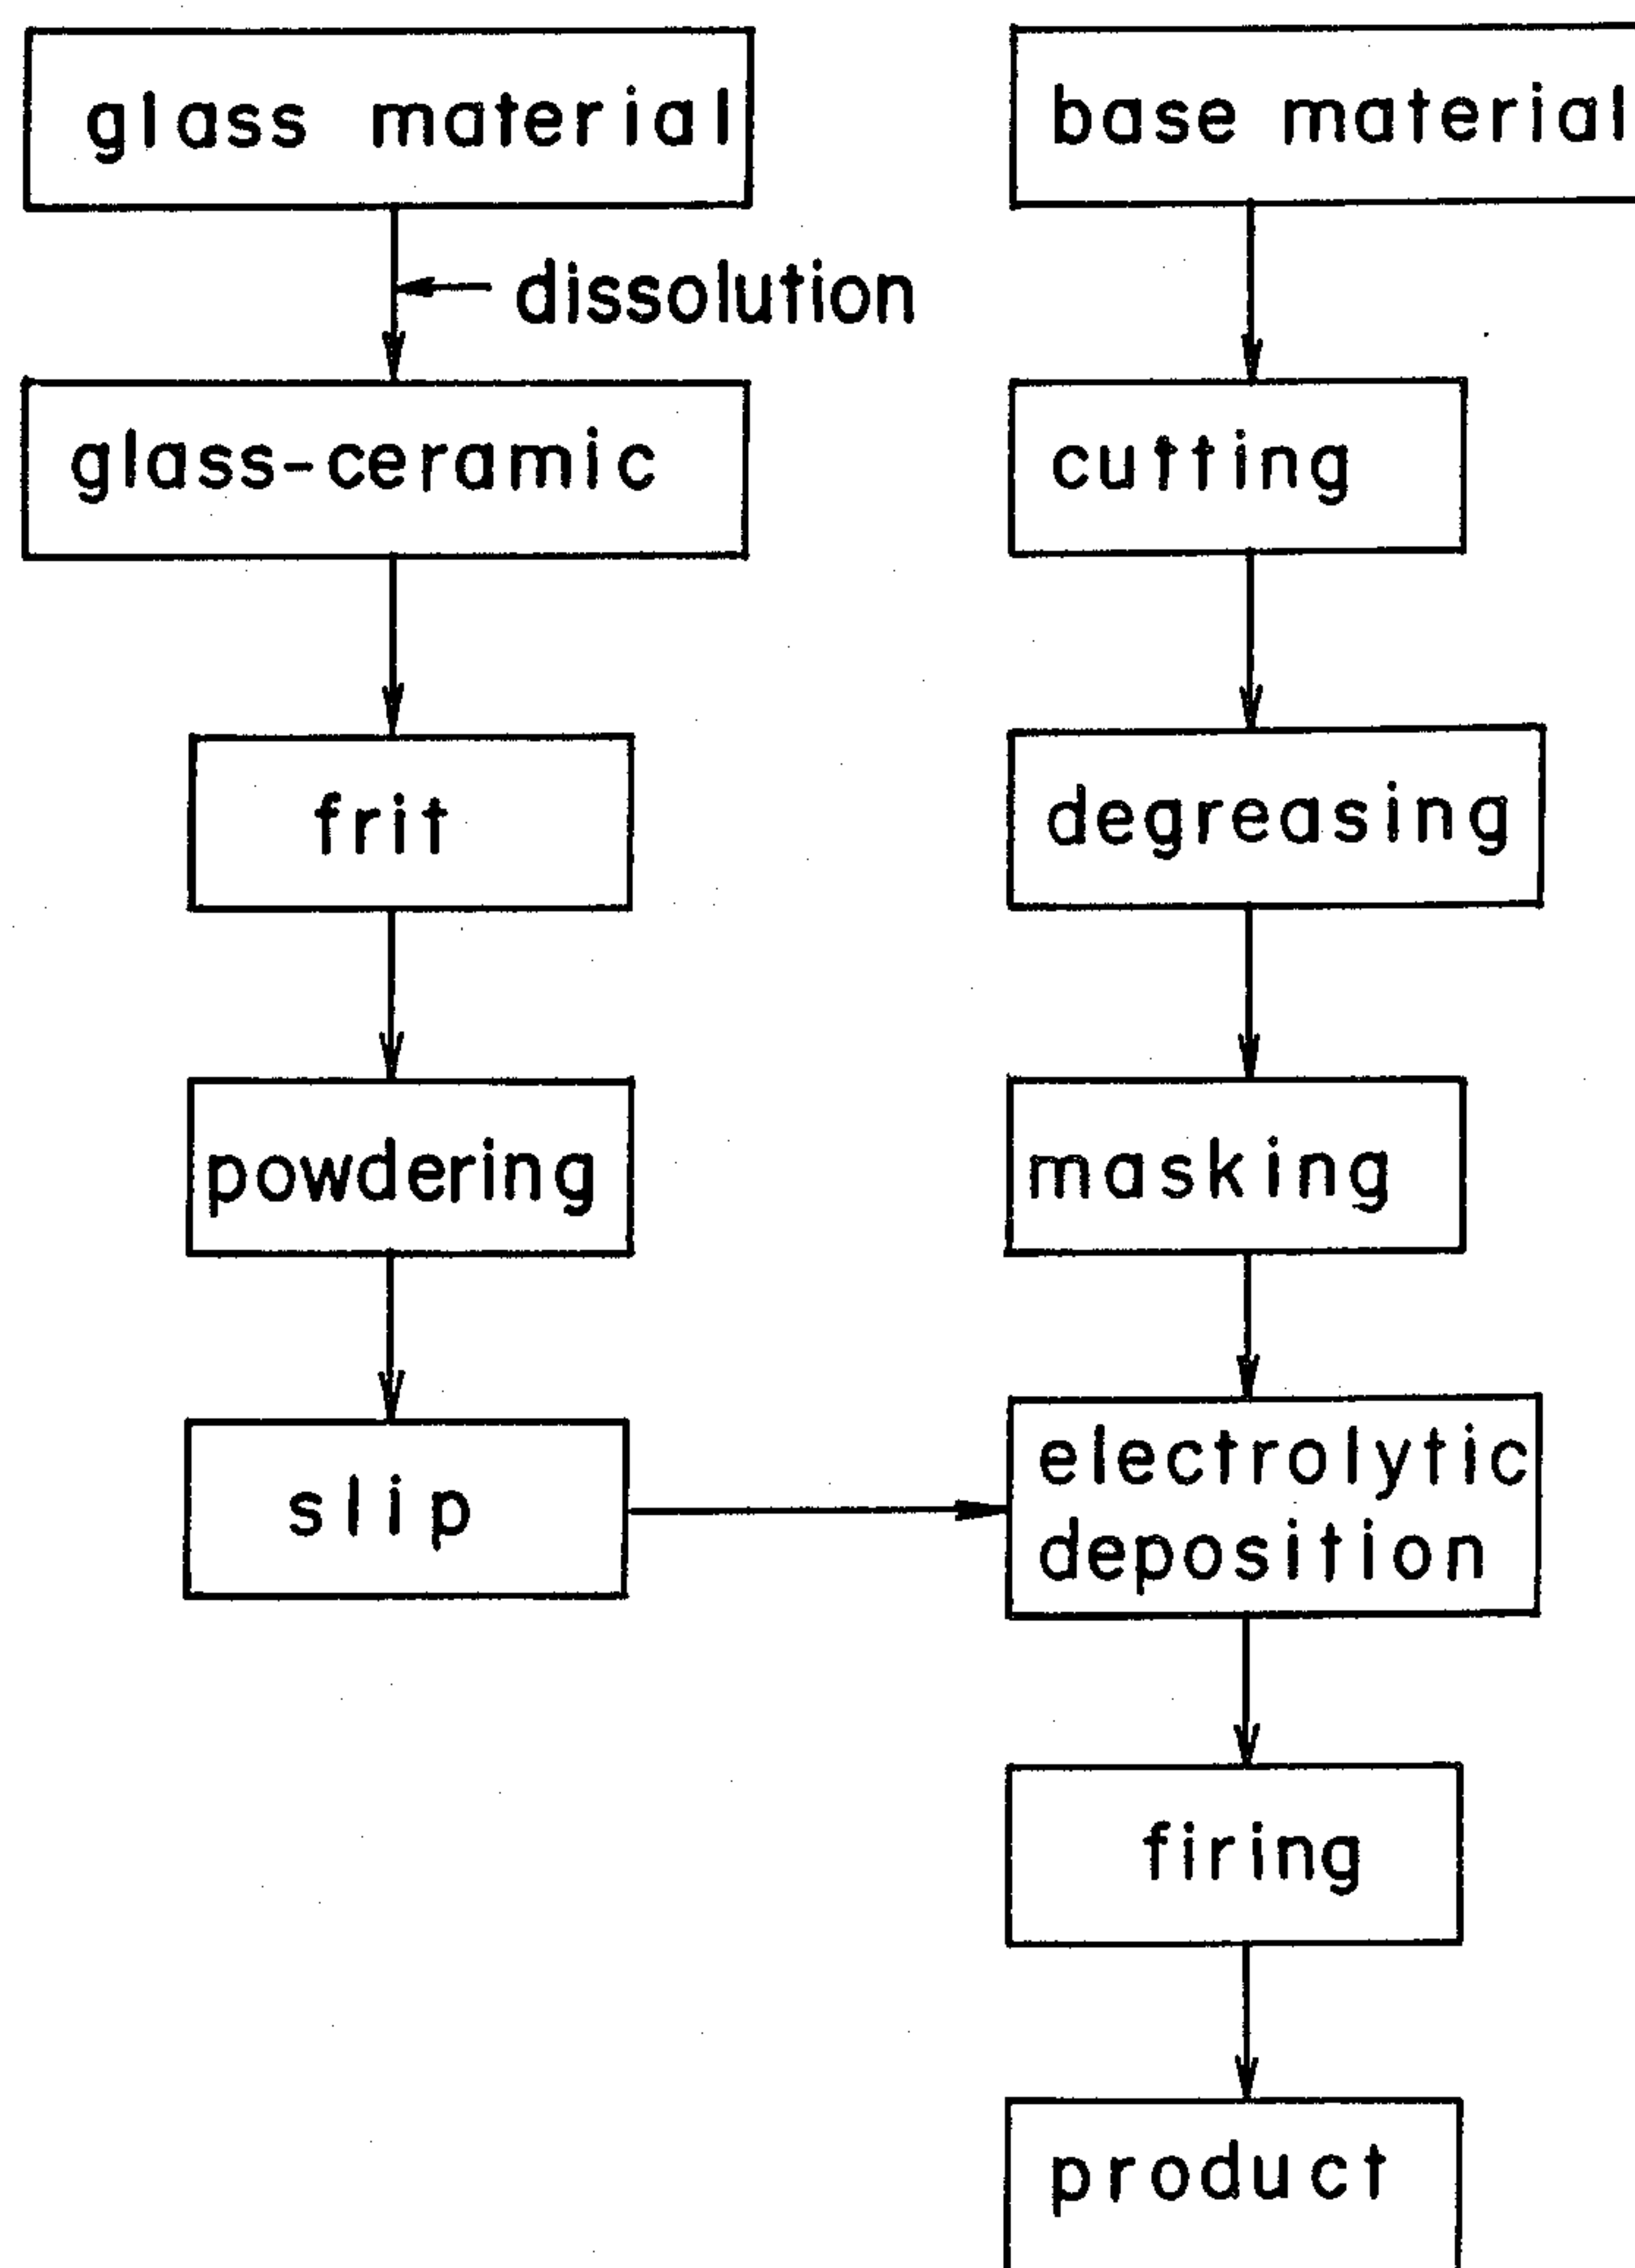 glass material
dissolution
glass-ceramic
frit
powdering
slip
base material
cutting
degreasing
masking
electrolytic
deposition
firing
product